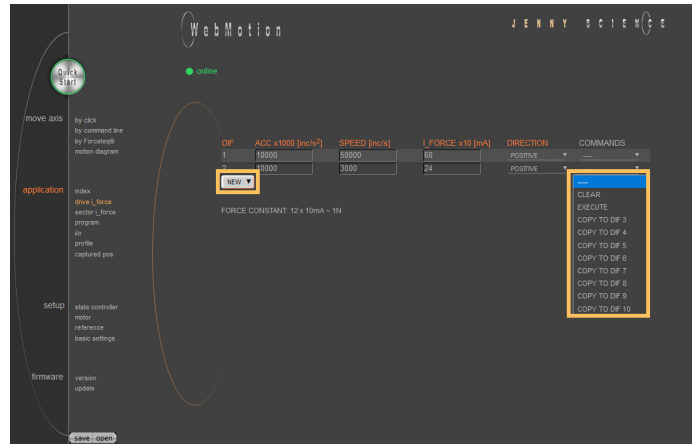 WebMotion
JENNY SCIENCE
Quick
Start
online
move axis
by click
by command line
by Forceteq®
motion diagram
DIF ACC x1000 [inc/s²] SPEED [inc/s] I_FORCE x10 [mA] DIRECTION COMMANDS
1 10000 50000 60 POSITIVE ----
2 10000 3000 24 POSITIVE
NEW
----
CLEAR
EXECUTE
COPY TO DIF 3
COPY TO DIF 4
COPY TO DIF 5
COPY TO DIF 6
COPY TO DIF 7
COPY TO DIF 8
COPY TO DIF 9
COPY TO DIF 10
FORCE CONSTANT: 12 x 10mA ~ 1N
application
index
drive i_force
sector i_force
program
i/o
profile
captured pos
setup
state controller
motor
reference
basic settings
firmware
version
update
save open